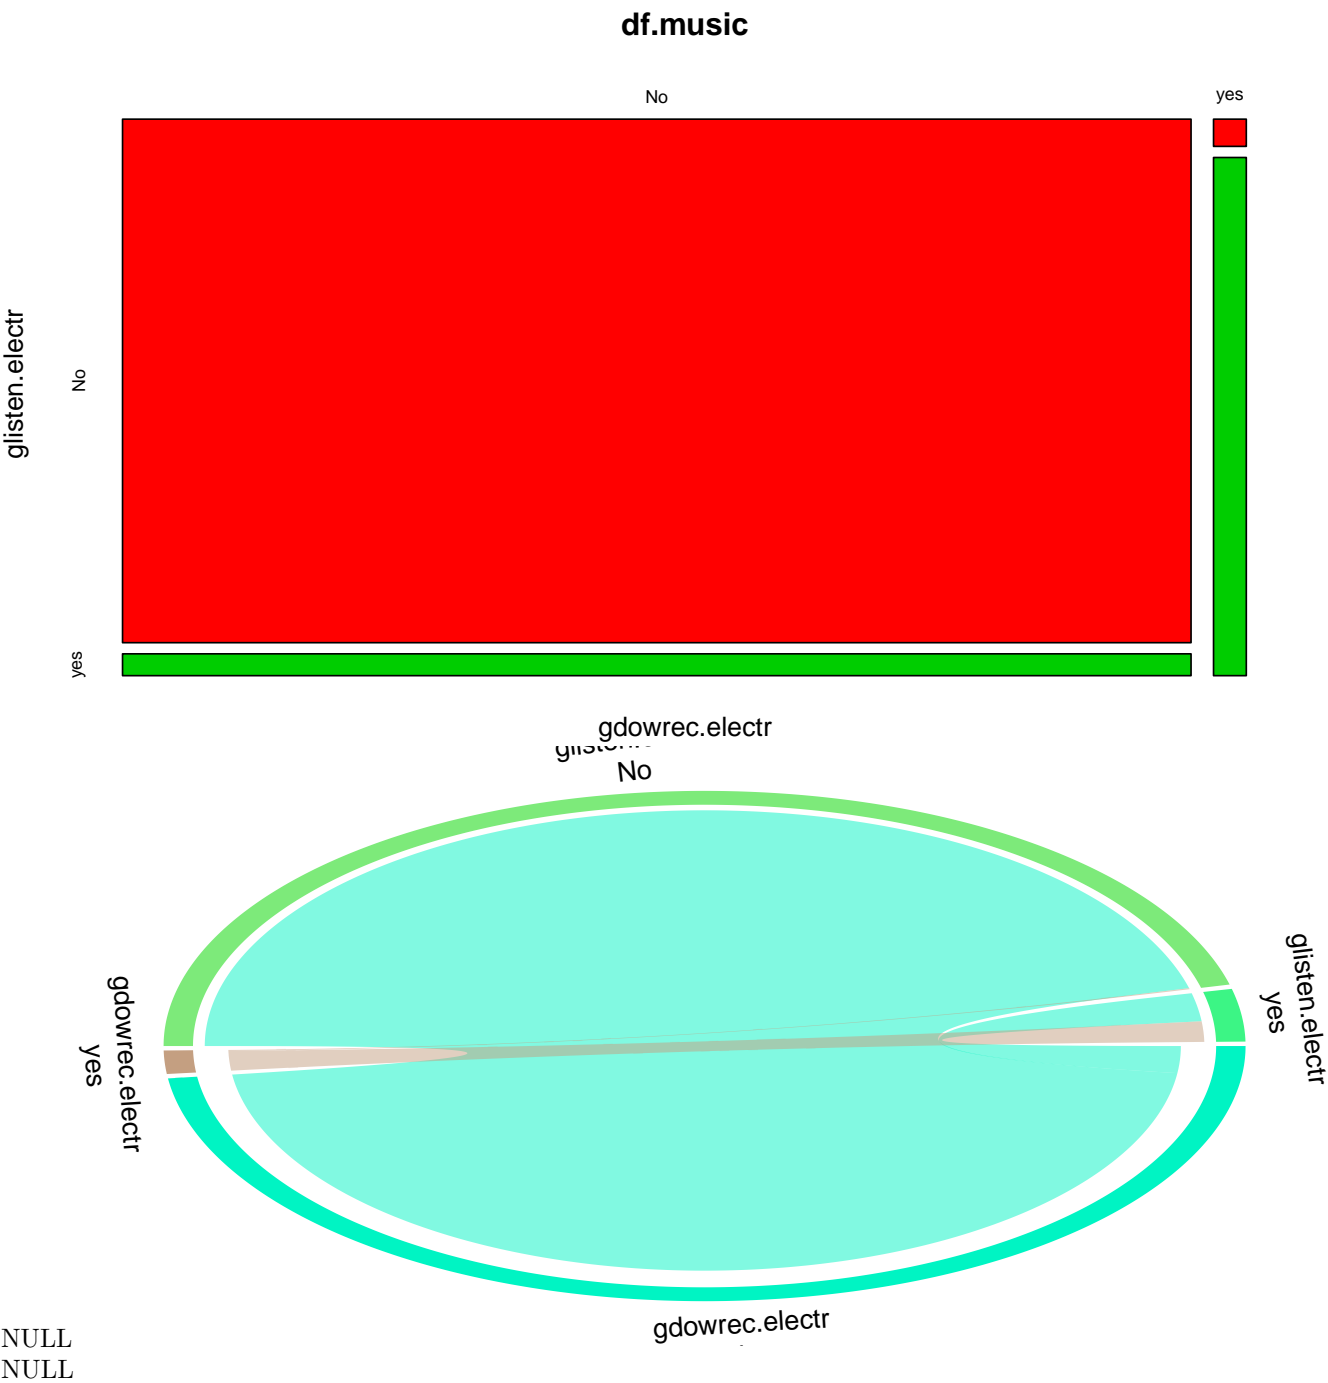 df.music
No
yes
glisten.electr
No
yes
gdowrec.electr
No
glisten.electr
yes
gdowrec.electr
yes
gdowrec.electr
NULL
NULL